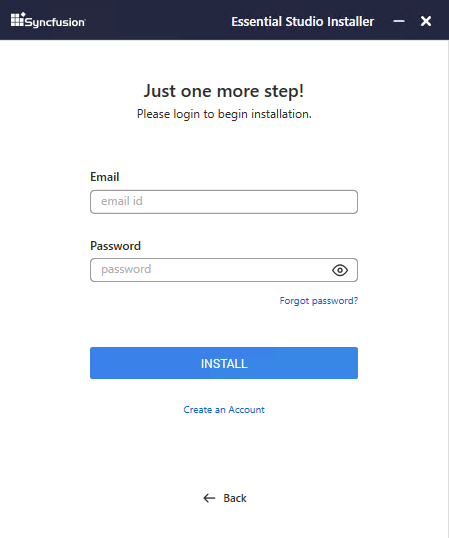 Syncfusion
Essential Studio Installer
Just one more step!
Please login to begin installation.
Email
email id
Password
password
Forgot password?
INSTALL
Create an Account
Back